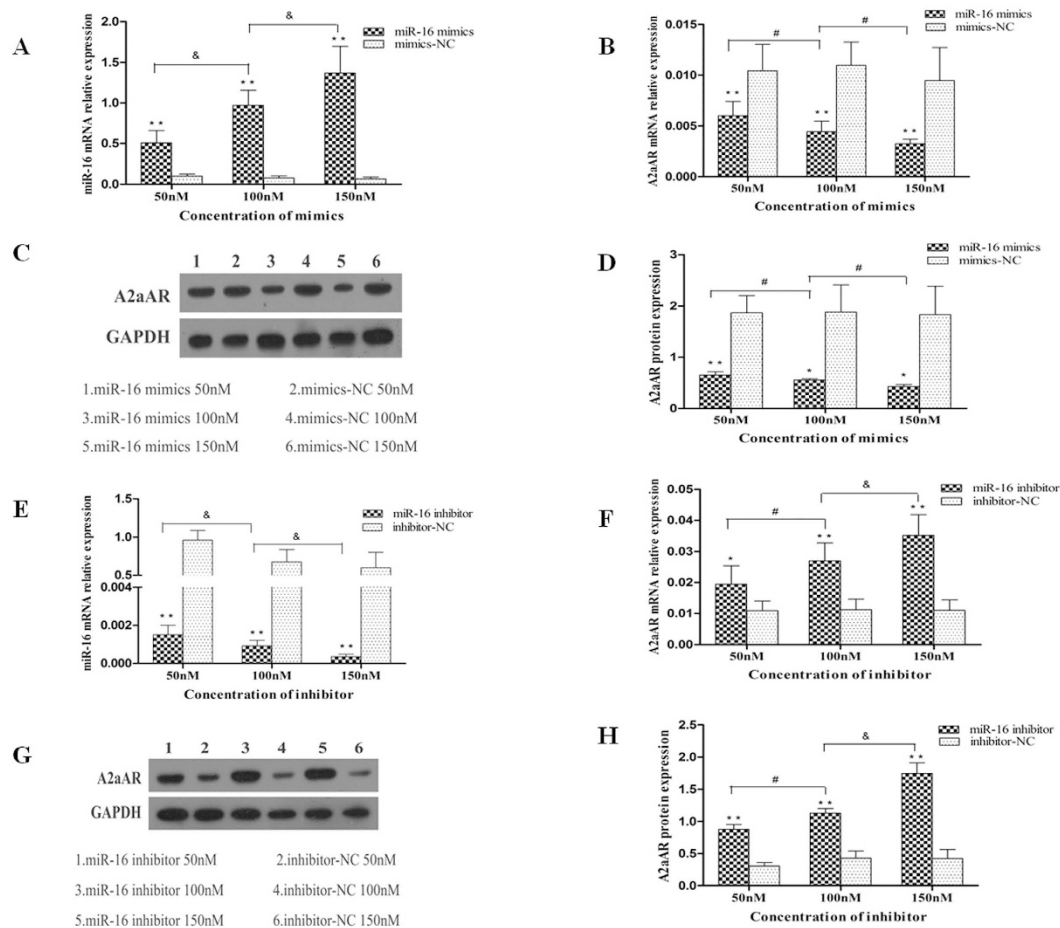 A
miR-16 mRNA relative expression
2.0
1.5
1.0
0.5
0.0
&
&
**
**
**
miR-16 mimics
mimics-NC
50nM 100nM 150nM
Concentration of mimics
B
A2aAR mRNA relative expression
0.015
0.010
0.005
0.000
#
#
**
**
**
miR-16 mimics
mimics-NC
50nM 100nM 150nM
Concentration of mimics
C
1 2 3 4 5 6
A2aAR
GAPDH
1.miR-16 mimics 50nM 2.mimics-NC 50nM
3.miR-16 mimics 100nM 4.mimics-NC 100nM
5.miR-16 mimics 150nM 6.mimics-NC 150nM
D
A2aAR protein expression
3
2
1
0
#
#
**
*
*
miR-16 mimics
mimics-NC
50nM 100nM 150nM
Concentration of mimics
E
miR-16 mRNA relative expression
1.5
1.0
0.5
0.004
0.002
0.000
&
&
**
**
**
miR-16 inhibitor
inhibitor-NC
50nM 100nM 150nM
Concentration of inhibitor
F
A2aAR mRNA relative expression
0.05
0.04
0.03
0.02
0.01
0.00
#
&
*
**
**
miR-16 inhibitor
inhibitor-NC
50nM 100nM 150nM
Concentration of inhibitor
G
1 2 3 4 5 6
A2aAR
GAPDH
1.miR-16 inhibitor 50nM 2.inhibitor-NC 50nM
3.miR-16 inhibitor 100nM 4.inhibitor-NC 100nM
5.miR-16 inhibitor 150nM 6.inhibitor-NC 150nM
H
A2aAR protein expression
2.5
2.0
1.5
1.0
0.5
0.0
#
&
**
**
**
miR-16 inhibitor
inhibitor-NC
50nM 100nM 150nM
Concentration of inhibitor